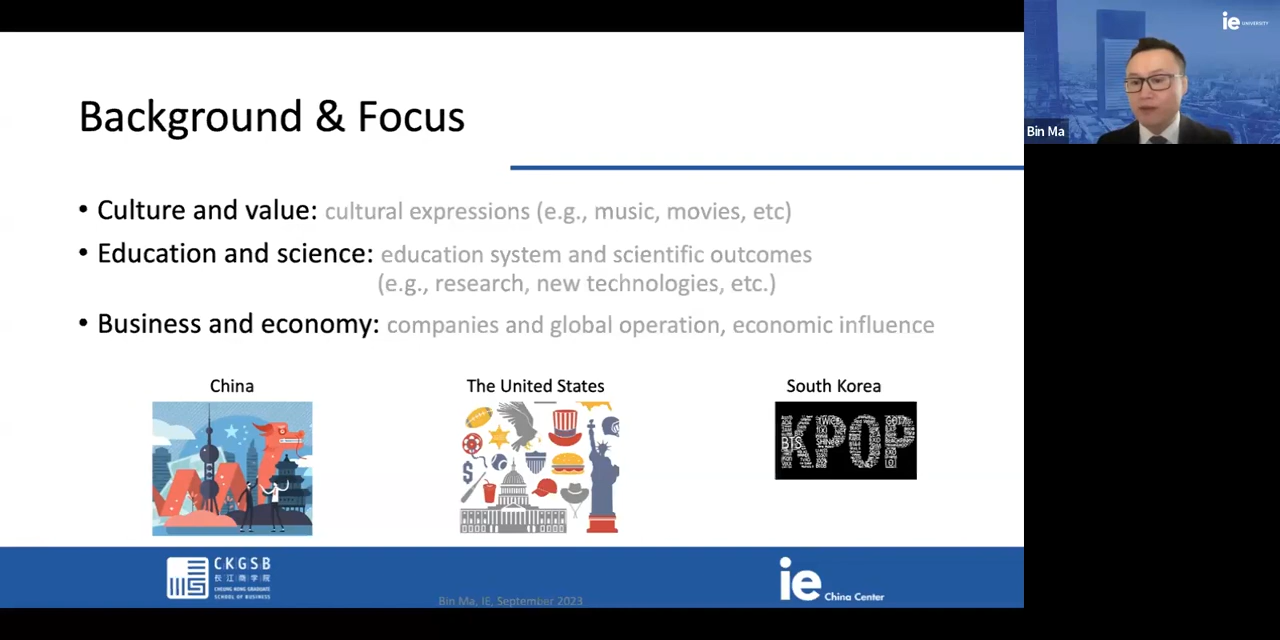 Background & Focus
• Culture and value: cultural expressions (e.g., music, movies, etc)
• Education and science: education system and scientific outcomes
(e.g., research, new technologies, etc.)
• Business and economy: companies and global operation, economic influence
China
The United States
South Korea
$
KPOP
BTS
CKGSB
长江商学院
CHEUNG KONG GRADUATE
SCHOOL OF BUSINESS
Bin Ma, IE, September 2023
ie China Center
ie UNIVERSITY
Bin Ma